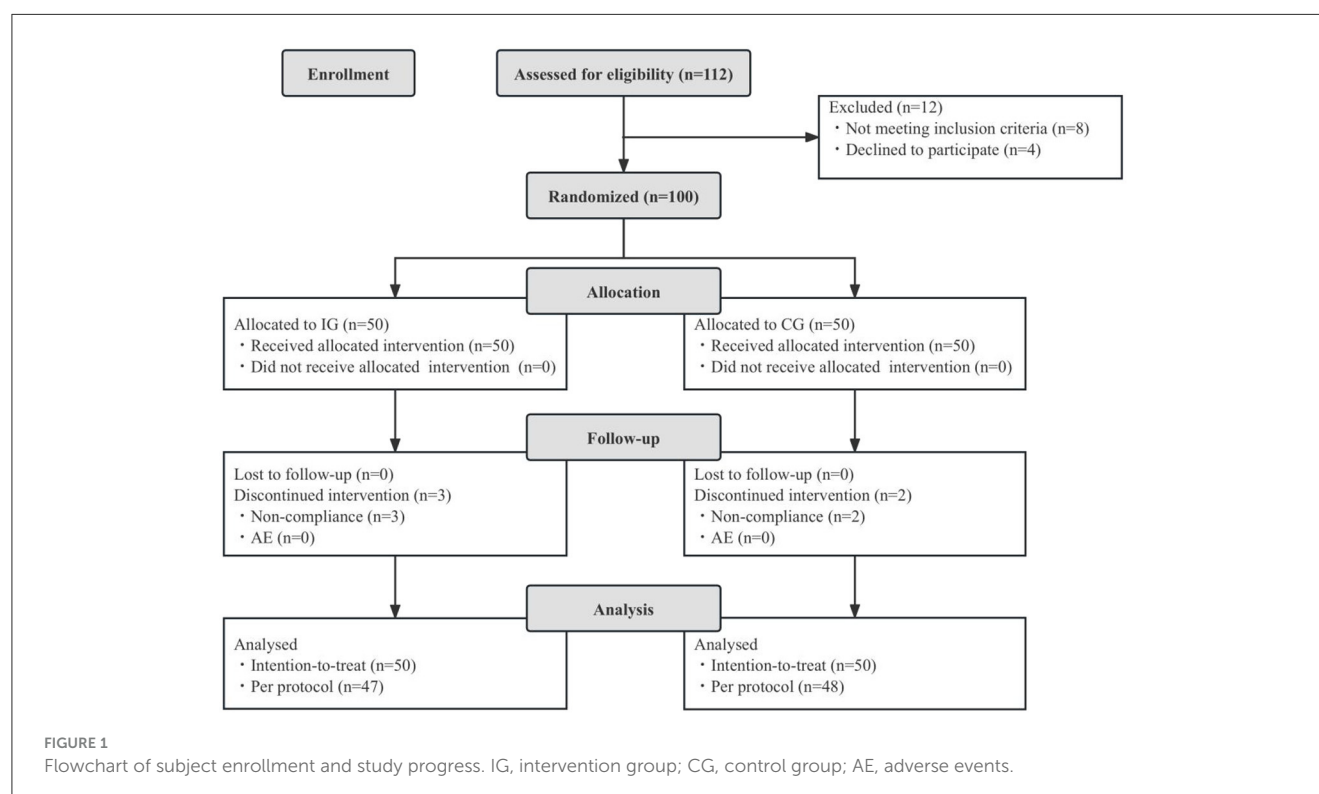 Enrollment
Assessed for eligibility (n=112)
Excluded (n=12)
・Not meeting inclusion criteria (n=8)
・Declined to participate (n=4)
Randomized (n=100)
Allocation
Allocated to IG (n=50)
・Received allocated intervention (n=50)
・Did not receive allocated intervention (n=0)
Allocated to CG (n=50)
・Received allocated intervention (n=50)
・Did not receive allocated intervention (n=0)
Follow-up
Lost to follow-up (n=0)
Discontinued intervention (n=3)
・Non-compliance (n=3)
・AE (n=0)
Lost to follow-up (n=0)
Discontinued intervention (n=2)
・Non-compliance (n=2)
・AE (n=0)
Analysis
Analysed
・Intention-to-treat (n=50)
・Per protocol (n=47)
Analysed
・Intention-to-treat (n=50)
・Per protocol (n=48)
FIGURE 1
Flowchart of subject enrollment and study progress. IG, intervention group; CG, control group; AE, adverse events.